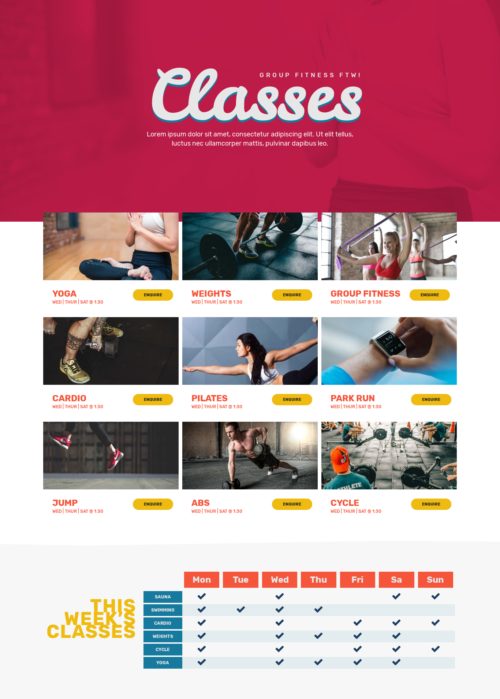 GROUP FITNESS FTW!
Classes
Lorem ipsum dolor sit amet, consectetur adipiscing elit. Ut elit tellus,
luctus nec ullamcorper mattis, pulvinar dapibus leo.
YOGA
WED | THUR | SAT @ 1:30
ENQUIRE
WEIGHTS
WED | THUR | SAT @ 1:30
ENQUIRE
GROUP FITNESS
WED | THUR | SAT @ 1:30
ENQUIRE
CARDIO
WED | THUR | SAT @ 1:30
ENQUIRE
PILATES
WED | THUR | SAT @ 1:30
ENQUIRE
PARK RUN
WED | THUR | SAT @ 1:30
ENQUIRE
JUMP
WED | THUR | SAT @ 1:30
ENQUIRE
ABS
WED | THUR | SAT @ 1:30
ENQUIRE
ATHLETE
CYCLE
WED | THUR | SAT @ 1:30
ENQUIRE
THIS
WEEK'S
CLASSES
Mon Tue Wed Thu Fri Sa Sun
SAUNA
SWIMMING
CARDIO
WEIGHTS
CYCLE
YOGA